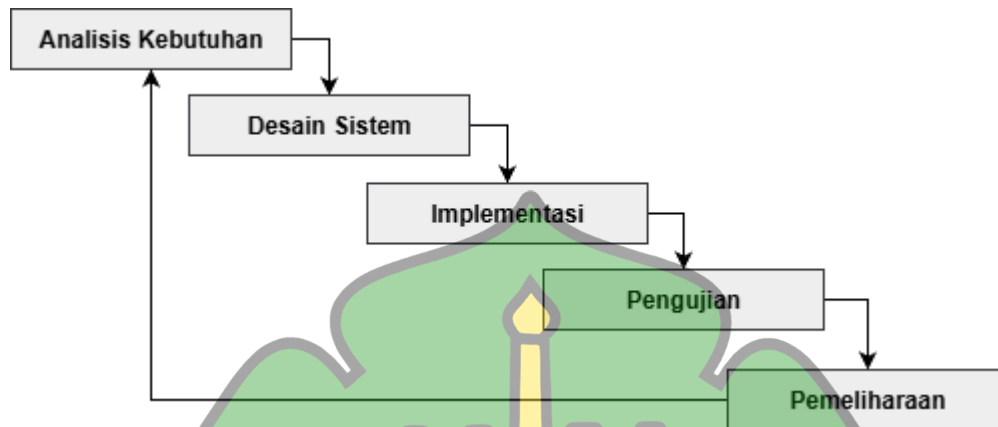 Analisis Kebutuhan
Desain Sistem
Implementasi
Pengujian
Pemeliharaan